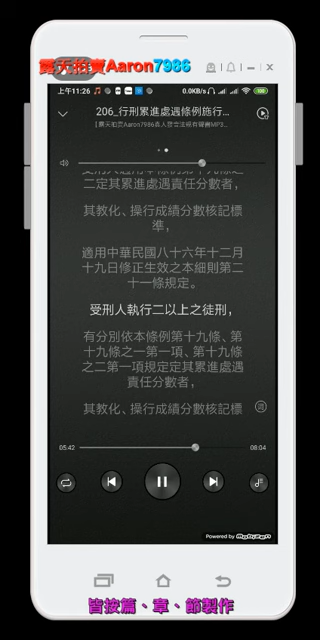 露天拍賣Aaron7986
上午11:26
0.0KB/s
206_行刑累進處遇條例施行...
二定其累進處遇責任分數者，
其教化、操行成績分數核記標
準，
適用中華民國八十六年十二月
十九日修正生效之本細則第二
十一條規定。
受刑人執行二以上之徒刑，
有分別依本條例第十九條、第
十九條之一第一項、第十九條
之二第一項規定定其累進處遇
責任分數者，
其教化、操行成績分數核記標
05:42
08:04
Powered by
皆按篇、章、節製作